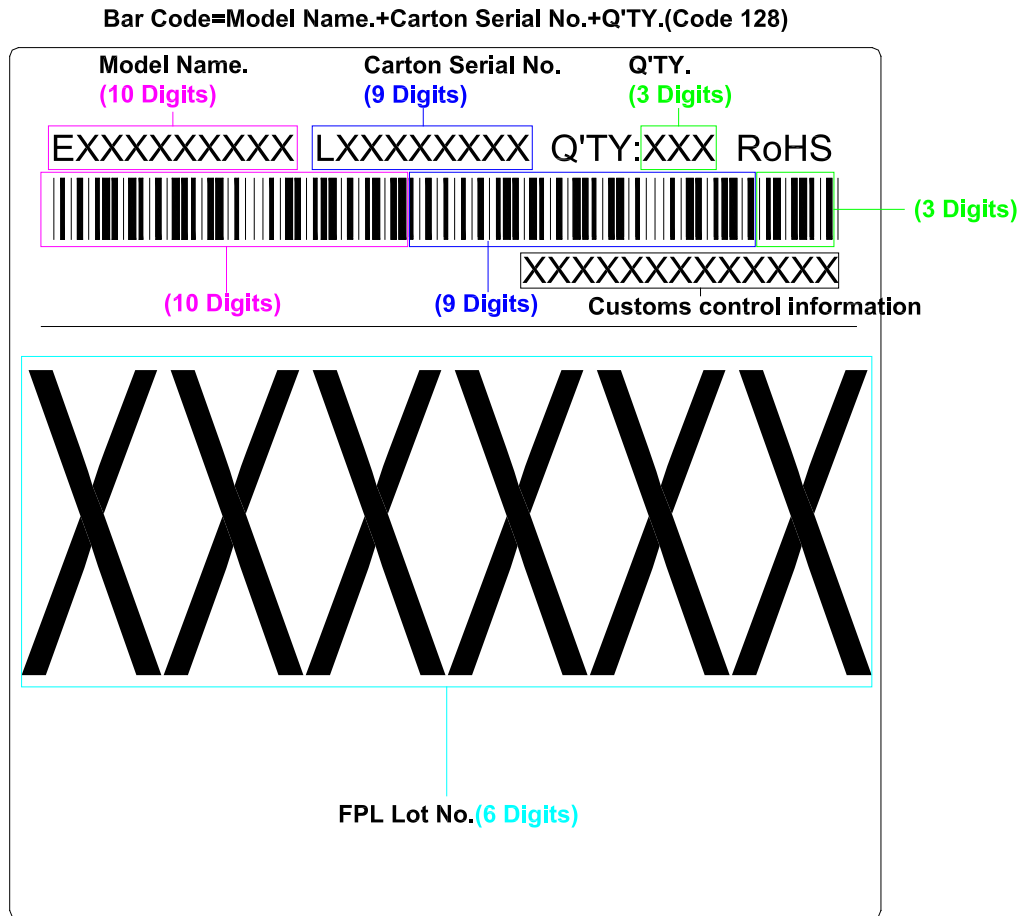 Bar Code=Model Name.+Carton Serial No.+Q'TY.(Code 128)
Model Name. Carton Serial No. Q'TY.
(10 Digits) (9 Digits) (3 Digits)
EXXXXXXXXX LXXXXXXXX Q'TY:XXX RoHS
(3 Digits)
XXXXXXXXXXXXX
(10 Digits) (9 Digits) Customs control information
XXXXXX
FPL Lot No.(6 Digits)